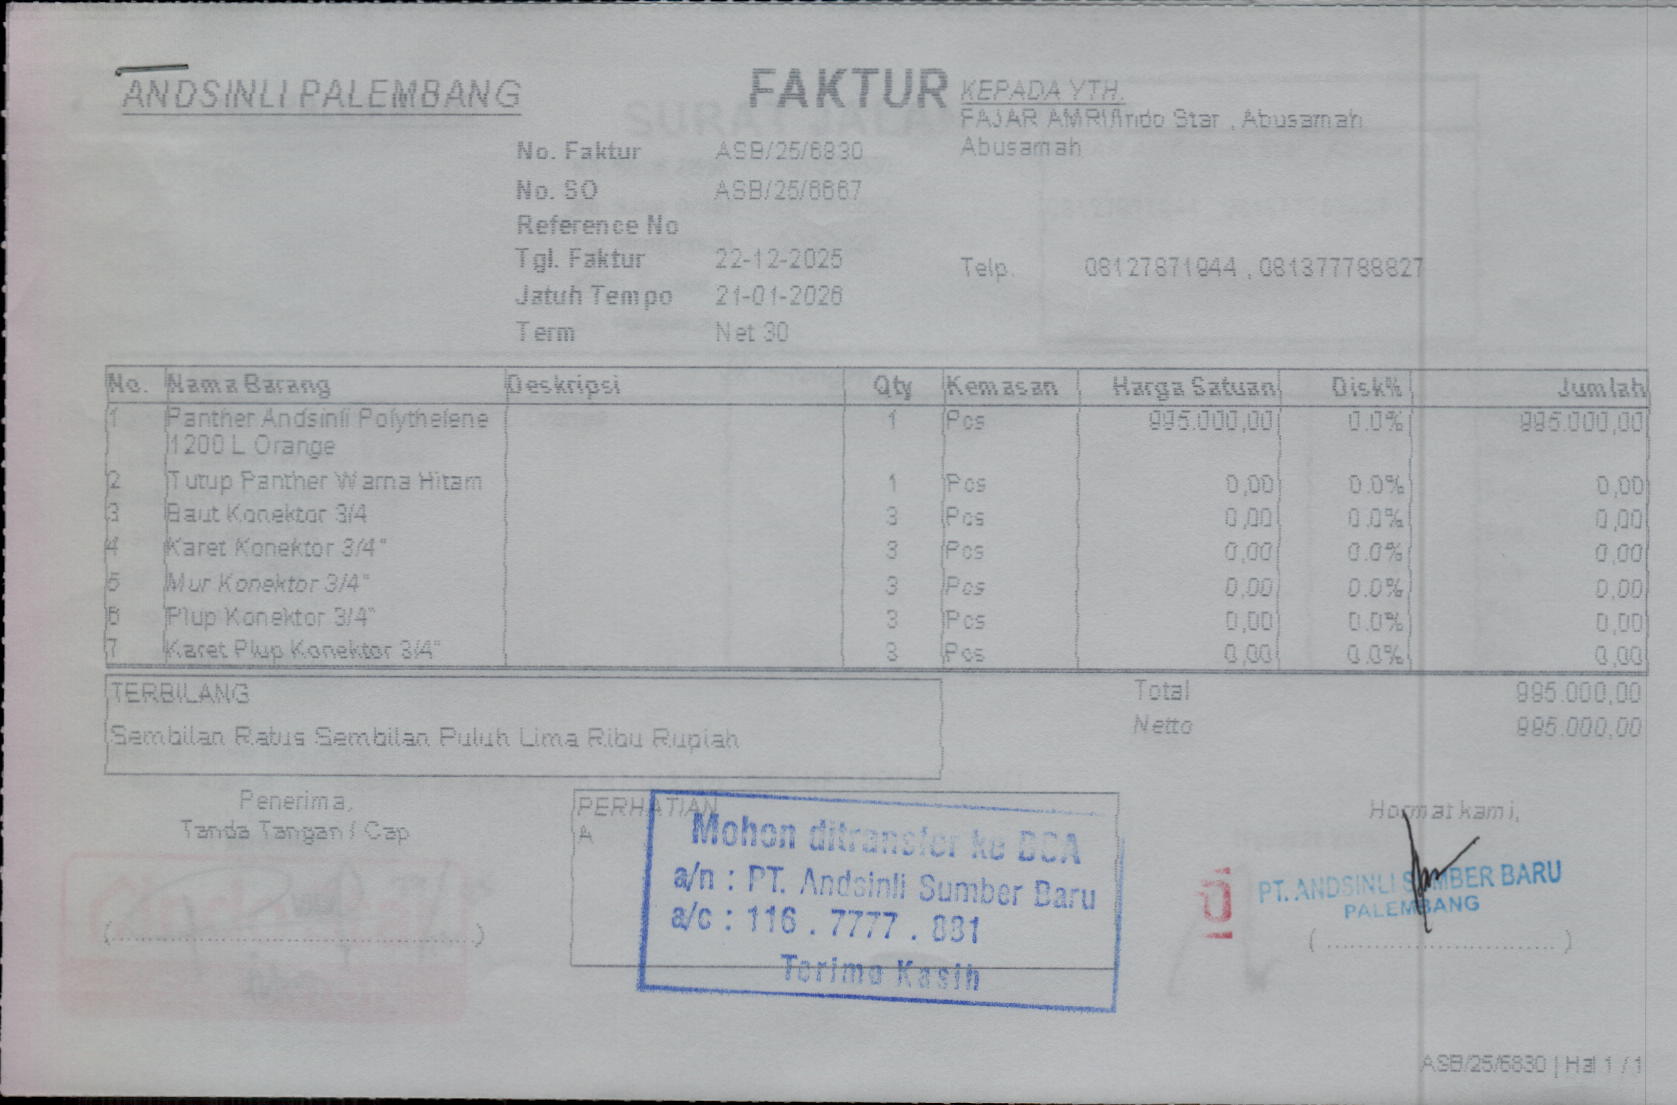 ANDSINLI PALEMBANG
FAKTUR
KEPADA YTH.
FAJAR AMRI/Indo Star , Abusamah
Abusamah
No. Faktur ASB/25/6830
No. SO ASB/25/6667
Reference No
Tgl. Faktur 22-12-2025
Telp. 08127871944 , 081377788827
Jatuh Tempo 21-01-2026
Term Net 30
No. Nama Barang Deskripsi Qty Kemasan Harga Satuan Disk% Jumlah
1 Panther Andsinli Polythelene 1 Pcs 995.000,00 0.0% 995.000,00
1200 L Orange
2 Tutup Panther Warna Hitam 1 Pcs 0,00 0.0% 0,00
3 Baut Konektor 3/4 3 Pcs 0,00 0.0% 0,00
4 Karet Konektor 3/4" 3 Pcs 0,00 0.0% 0,00
5 Mur Konektor 3/4" 3 Pcs 0,00 0.0% 0,00
6 Plup Konektor 3/4" 3 Pcs 0,00 0.0% 0,00
7 Karet Plup Konektor 3/4" 3 Pcs 0,00 0.0% 0,00
TERBILANG
Sembilan Ratus Sembilan Puluh Lima Ribu Rupiah
Total 995.000,00
Netto 995.000,00
Penerima,
Tanda Tangan / Cap
(................................................)
PERHATIAN
A
Mohon ditransfer ke BCA
a/n : PT. Andsinli Sumber Baru
a/c : 116 . 7777 . 881
Terima Kasih
Hormat kami,
PT. ANDSINLI SUMBER BARU
PALEMBANG
(..............................)
ASB/25/6830 | Hal 1 / 1